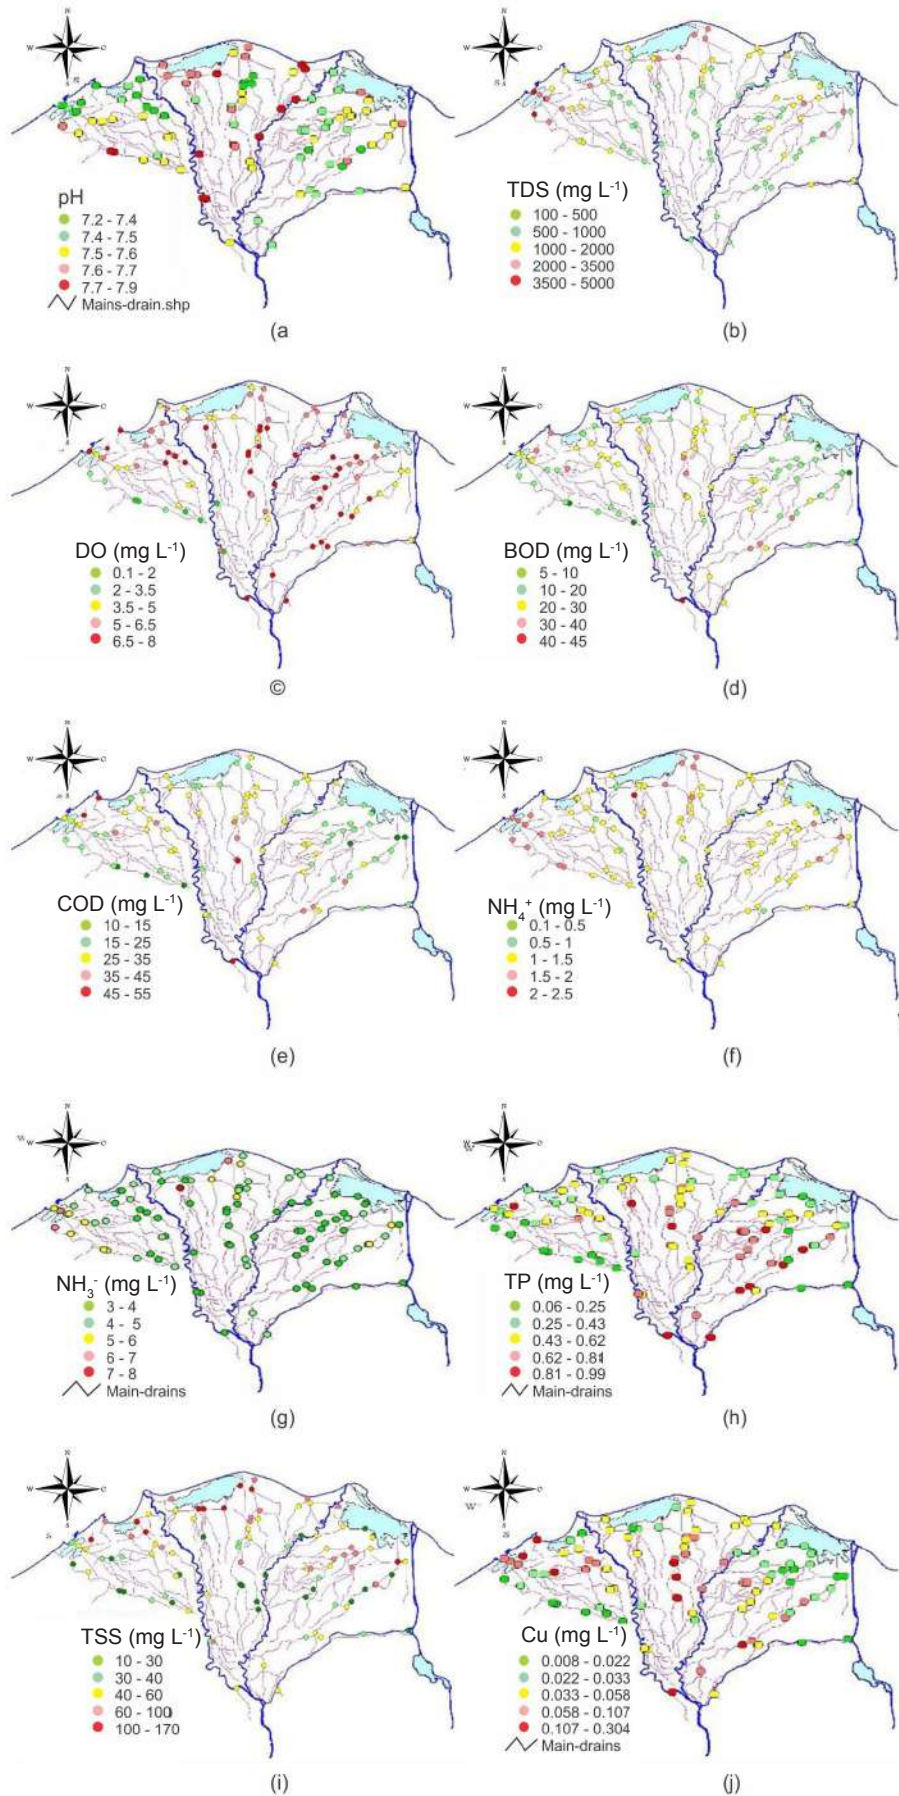 N
W O
S
pH
7.2 - 7.4
7.4 - 7.5
7.5 - 7.6
7.6 - 7.7
7.7 - 7.9
Mains-drain.shp
(a)
N
W O
S
TDS (mg L⁻¹)
100 - 500
500 - 1000
1000 - 2000
2000 - 3500
3500 - 5000
(b)
N
W O
S
DO (mg L⁻¹)
0.1 - 2
2 - 3.5
3.5 - 5
5 - 6.5
6.5 - 8
©
N
W O
S
BOD (mg L⁻¹)
5 - 10
10 - 20
20 - 30
30 - 40
40 - 45
(d)
N
W O
S
COD (mg L⁻¹)
10 - 15
15 - 25
25 - 35
35 - 45
45 - 55
(e)
N
W O
S
NH₄⁺ (mg L⁻¹)
0.1 - 0.5
0.5 - 1
1 - 1.5
1.5 - 2
2 - 2.5
(f)
N
W O
S
NH₃⁻ (mg L⁻¹)
3 - 4
4 - 5
5 - 6
6 - 7
7 - 8
Main-drains
(g)
N
W O
S
TP (mg L⁻¹)
0.06 - 0.25
0.25 - 0.43
0.43 - 0.62
0.62 - 0.81
0.81 - 0.99
Main-drains
(h)
N
W O
S
TSS (mg L⁻¹)
10 - 30
30 - 40
40 - 60
60 - 100
100 - 170
(i)
N
W O
S
Cu (mg L⁻¹)
0.008 - 0.022
0.022 - 0.033
0.033 - 0.058
0.058 - 0.107
0.107 - 0.304
Main-drains
(j)